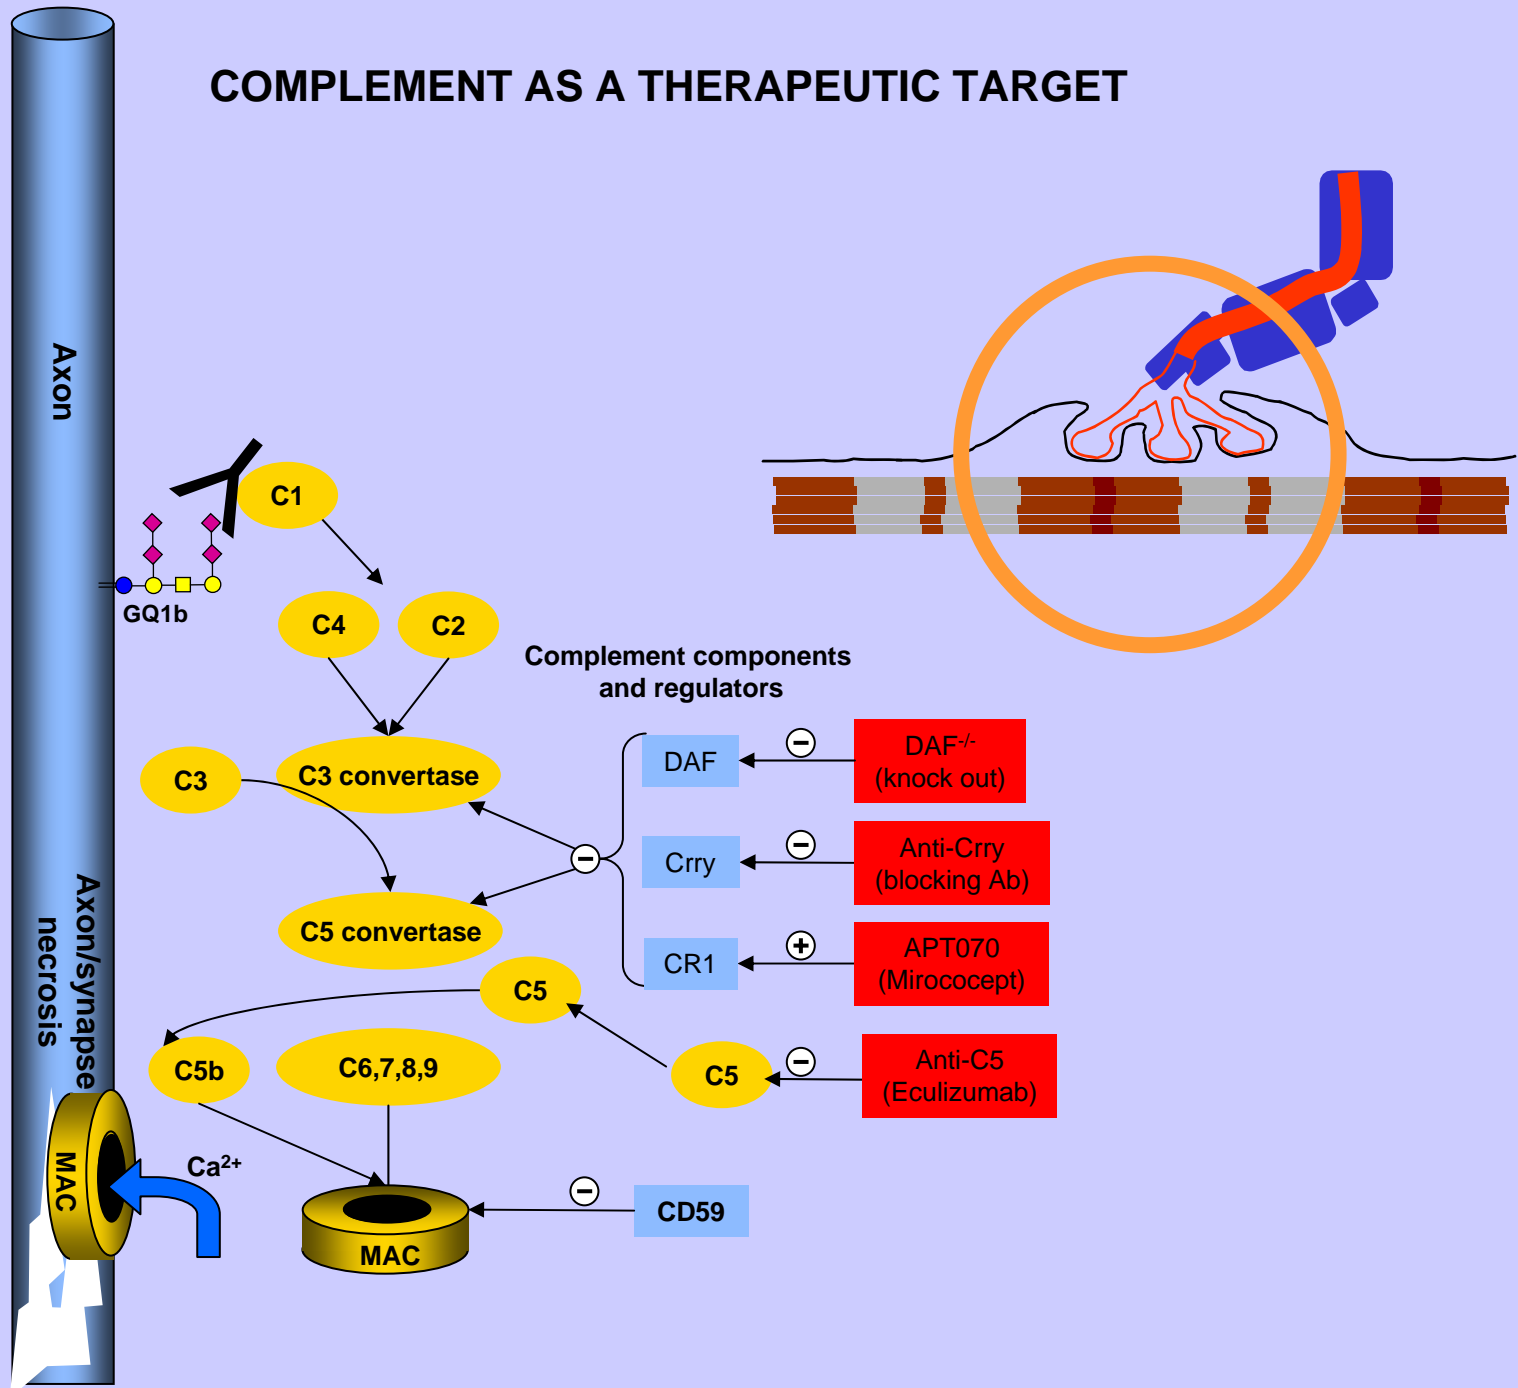 COMPLEMENT AS A THERAPEUTIC TARGET
Axon
C1
GQ1b
C4
C2
Complement components
and regulators
C3
C3 convertase
DAF
−
DAF-/-
(knock out)
−
Crry
−
Anti-Crry
(blocking Ab)
C5 convertase
CR1
+
APT070
(Mirococept)
Axon/synapse
necrosis
C5
C5b
C6,7,8,9
C5
−
Anti-C5
(Eculizumab)
MAC
Ca2+
−
CD59
MAC